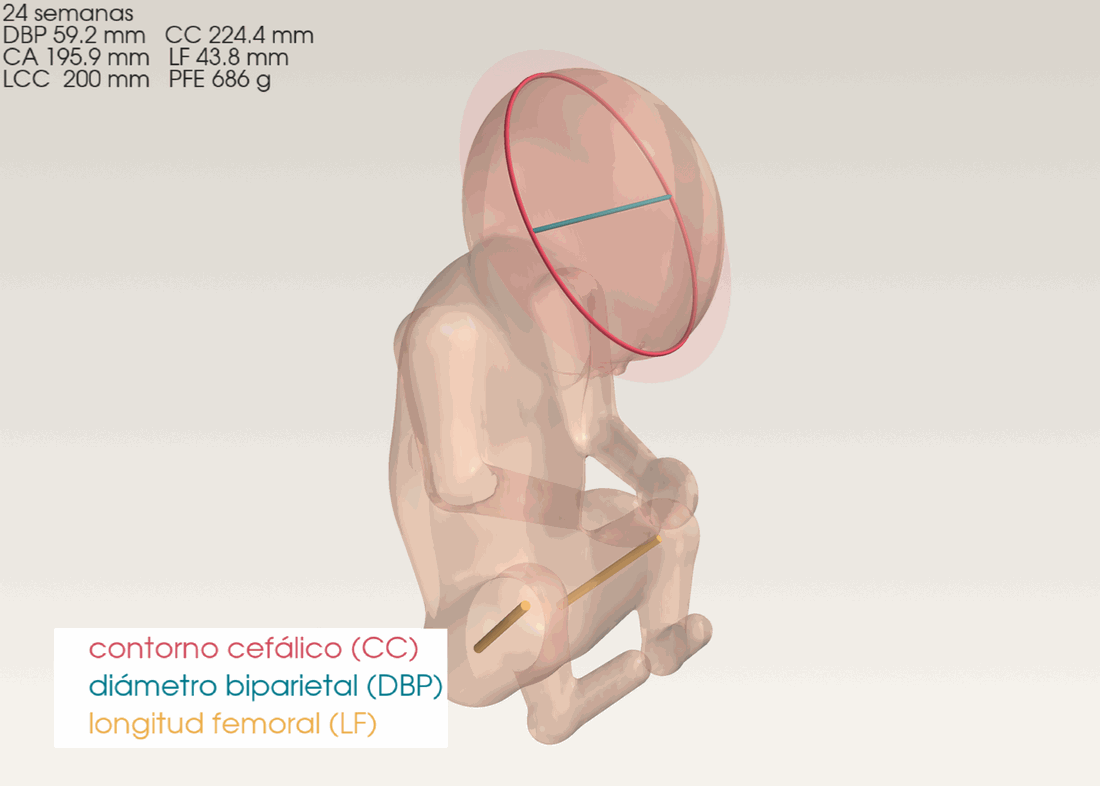 24 semanas
DBP 59.2 mm CC 224.4 mm
CA 195.9 mm LF 43.8 mm
LCC 200 mm PFE 686 g
contorno cefálico (CC)
diámetro biparietal (DBP)
longitud femoral (LF)